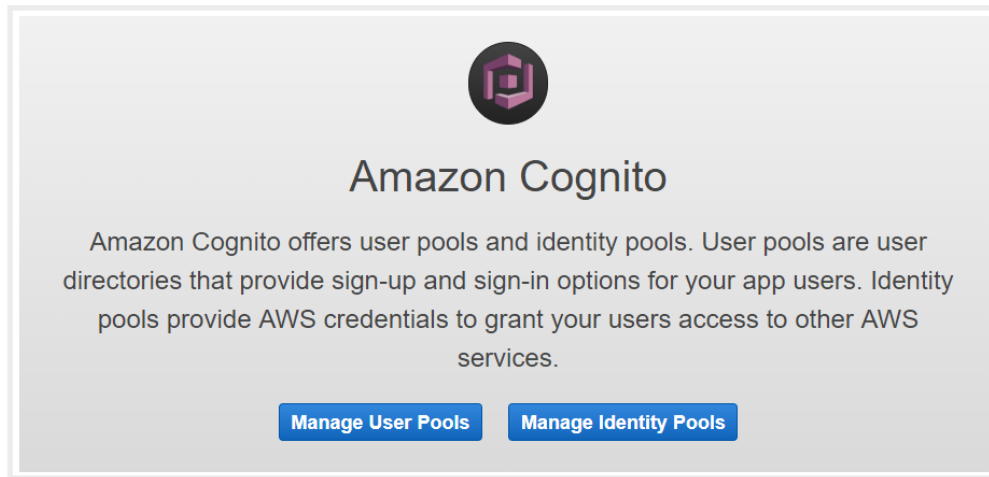 Amazon Cognito
Amazon Cognito offers user pools and identity pools. User pools are user
directories that provide sign-up and sign-in options for your app users. Identity
pools provide AWS credentials to grant your users access to other AWS
services.
Manage User Pools Manage Identity Pools